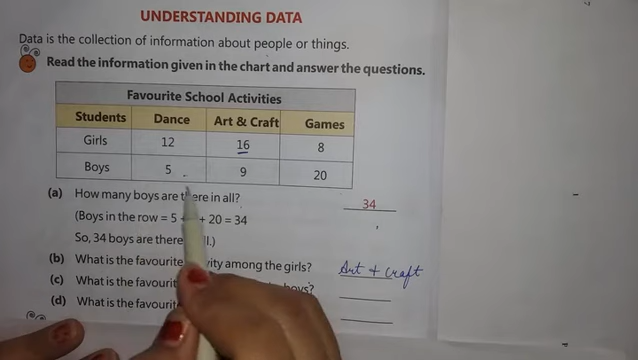 UNDERSTANDING DATA
Data is the collection of information about people or things.
Read the information given in the chart and answer the questions.
Favourite School Activities
Students Dance Art & Craft Games
Girls 12 16 8
Boys 5 9 20
(a) How many boys are there in all? 34
(Boys in the row = 5 + 20 = 34
So, 34 boys are there
(b) What is the favourite among the girls? Art + craft
(c) What is the boys?
(d) What is the